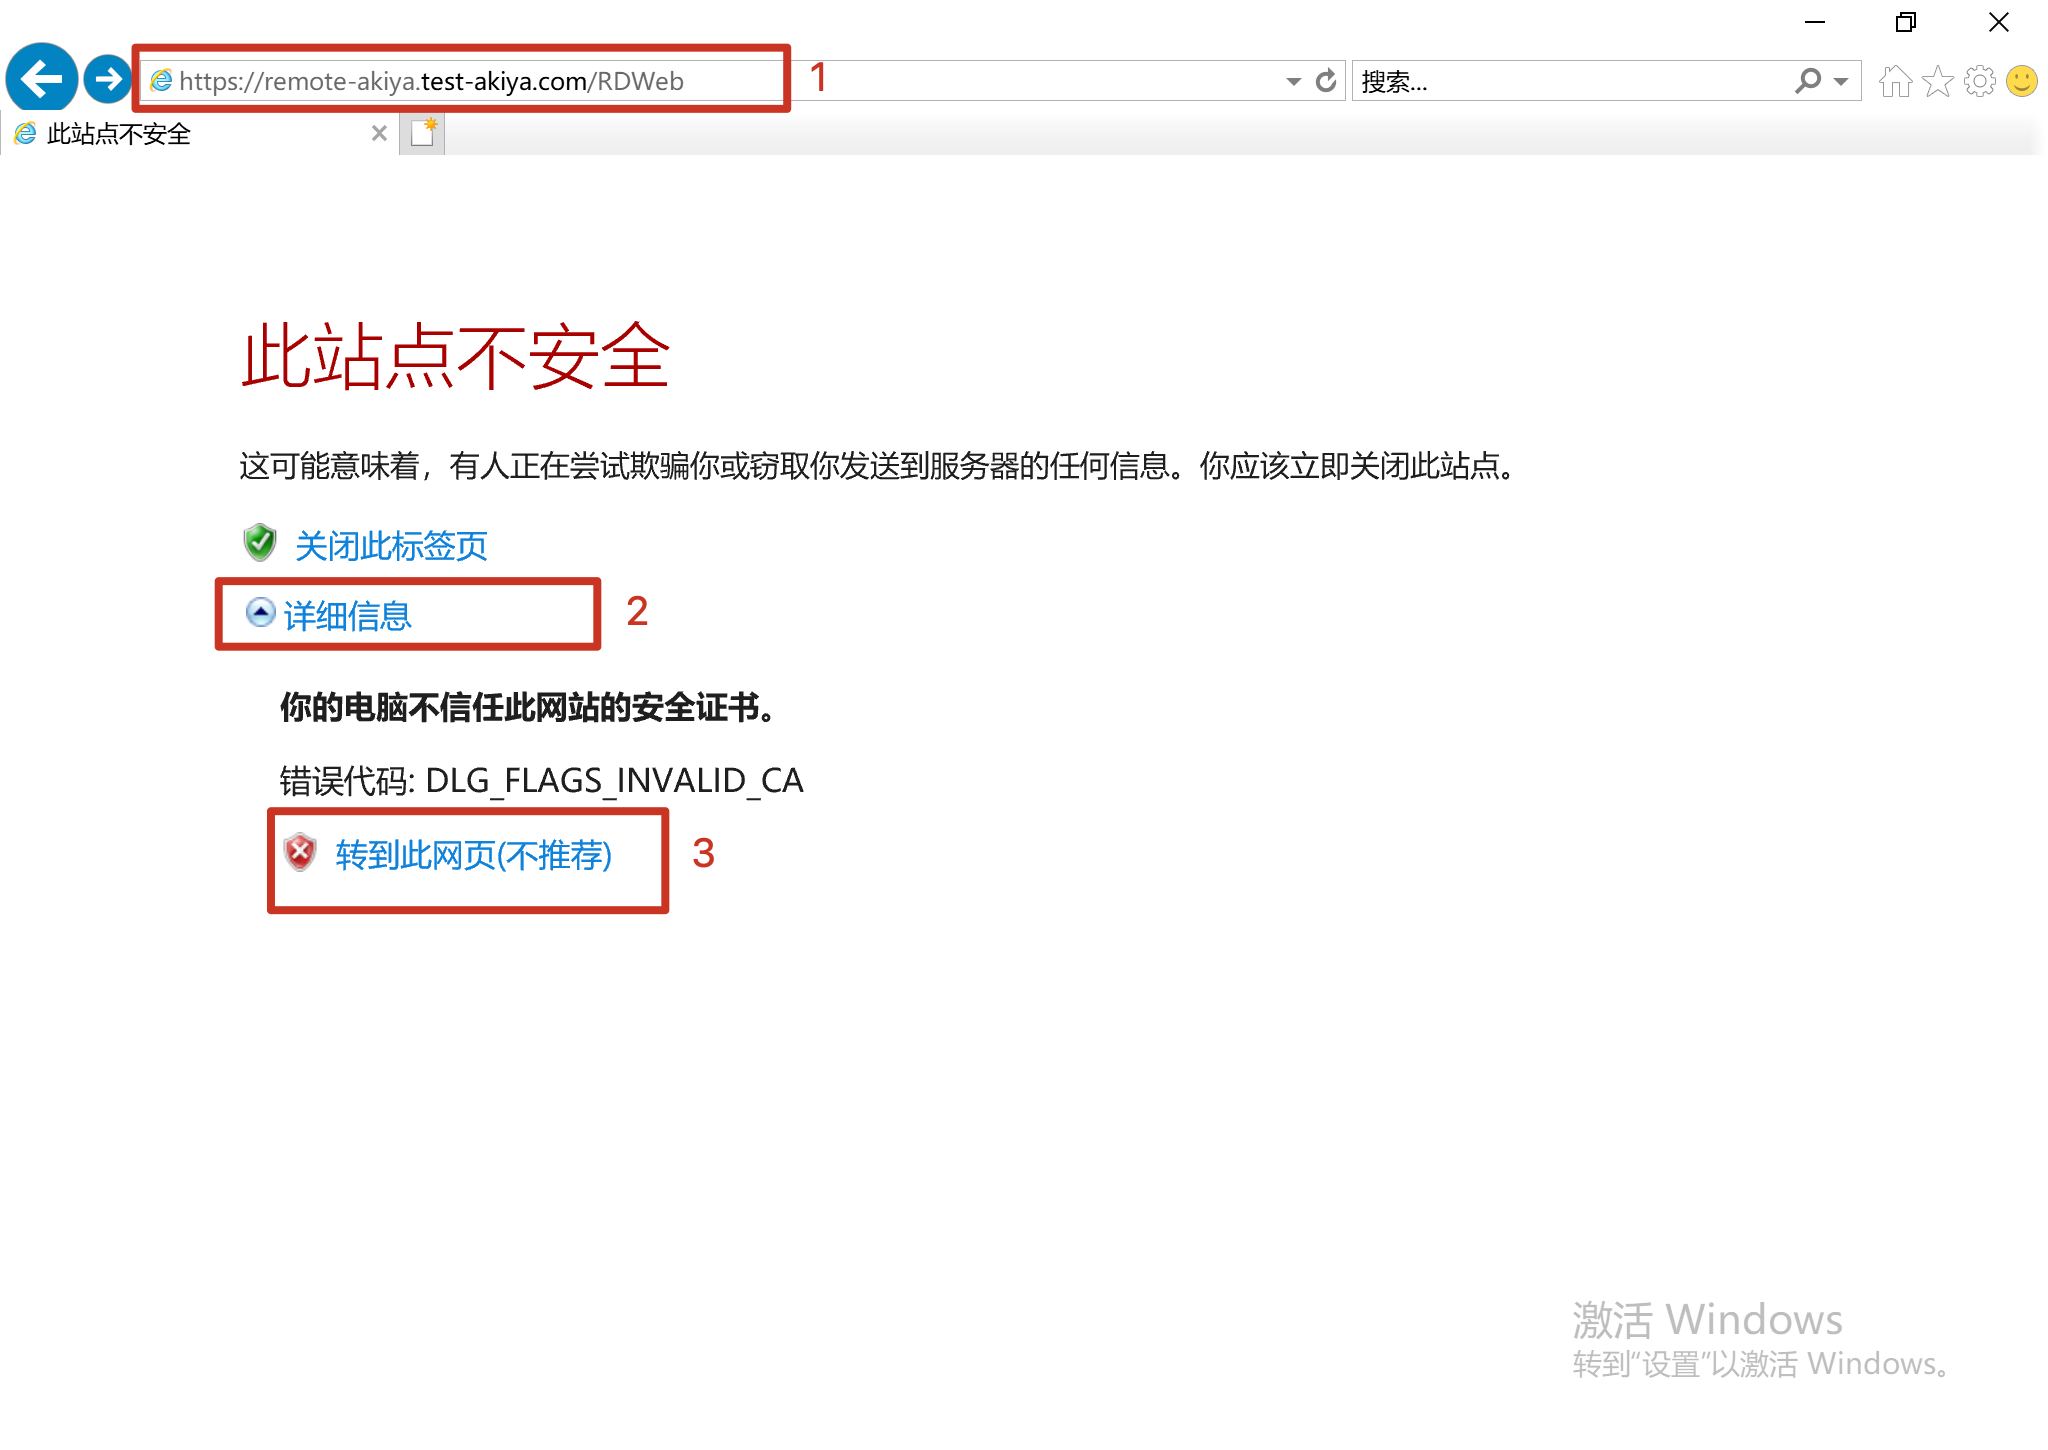 https://remote-akiya.test-akiya.com/RDWeb
1
搜索...
此站点不安全
此站点不安全
这可能意味着，有人正在尝试欺骗你或窃取你发送到服务器的任何信息。你应该立即关闭此站点。
关闭此标签页
详细信息
2
你的电脑不信任此网站的安全证书。
错误代码: DLG_FLAGS_INVALID_CA
转到此网页(不推荐)
3
激活 Windows
转到“设置”以激活 Windows。